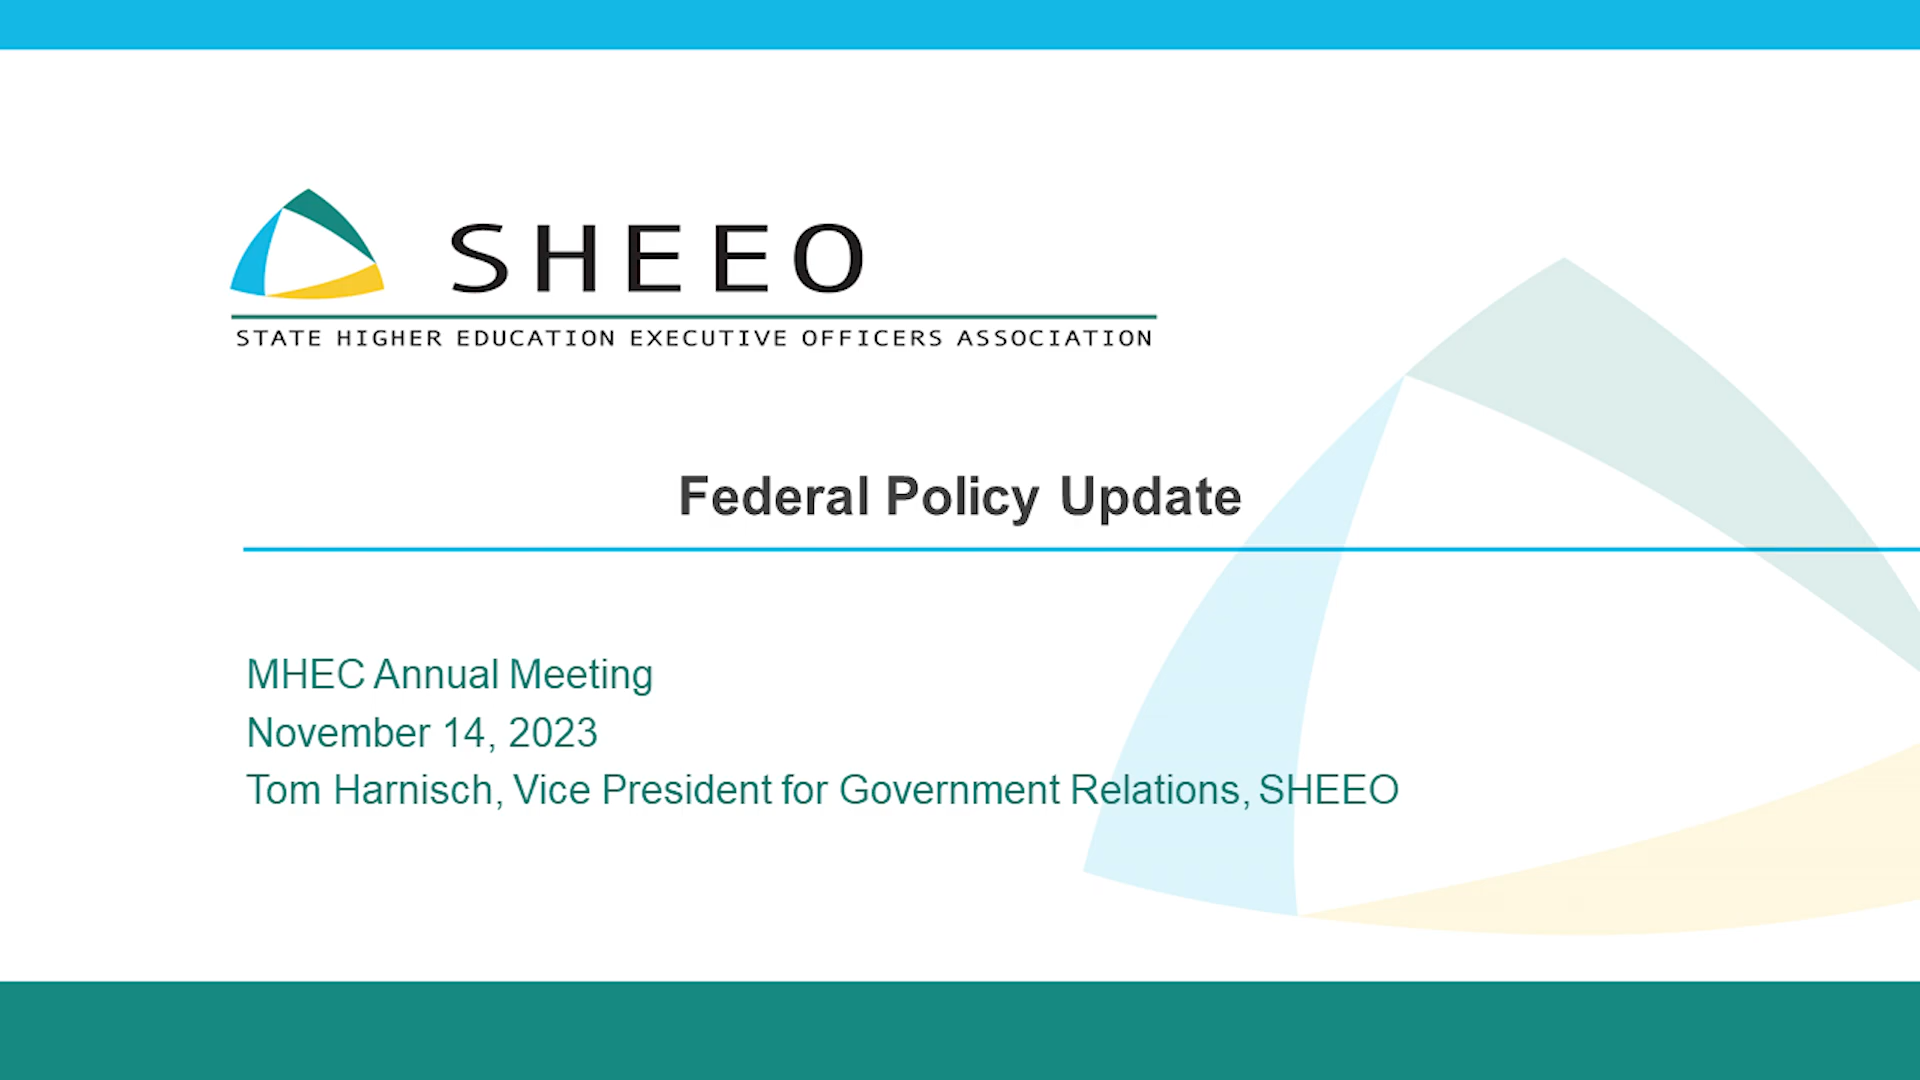 SHEEO
STATE HIGHER EDUCATION EXECUTIVE OFFICERS ASSOCIATION
Federal Policy Update
MHEC Annual Meeting
November 14, 2023
Tom Harnisch, Vice President for Government Relations, SHEEO